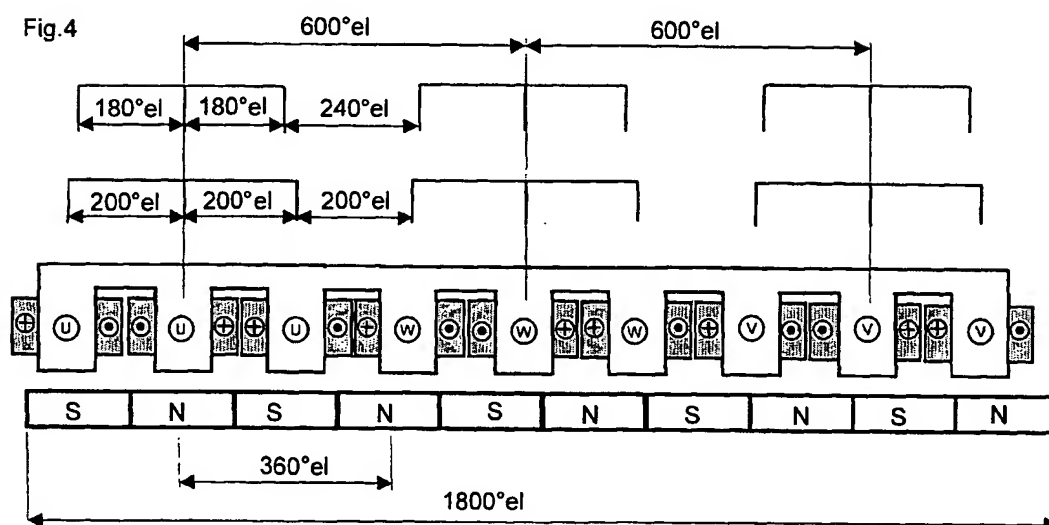 Fig.4
600°el 600°el
180°el 180°el 240°el
200°el 200°el 200°el
U U U W W W V V V
S N S N S N S N S N
360°el
1800°el